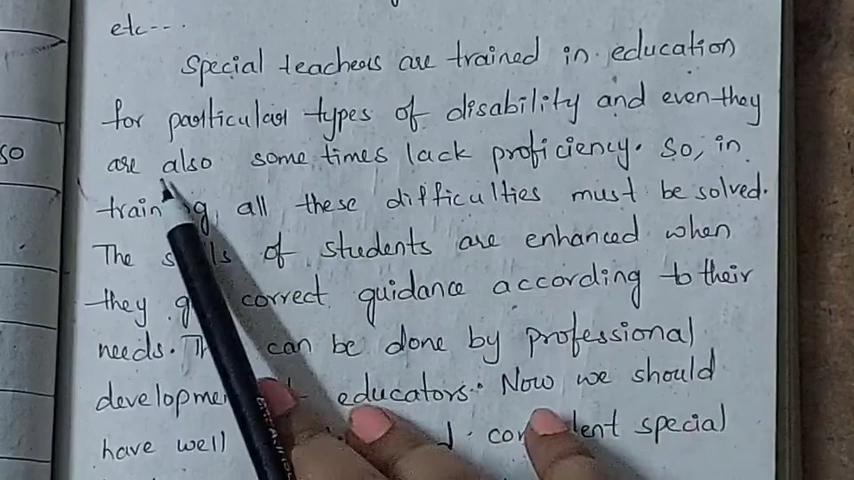 etc---.
Special teachers are trained in education
for particular types of disability and even they
are also some times lack proficiency. So, in
so
all these difficulties must be solved.
The of students are enhanced when
they correct guidance according to their
needs. can be done by professional
educators. Now we should
have well special